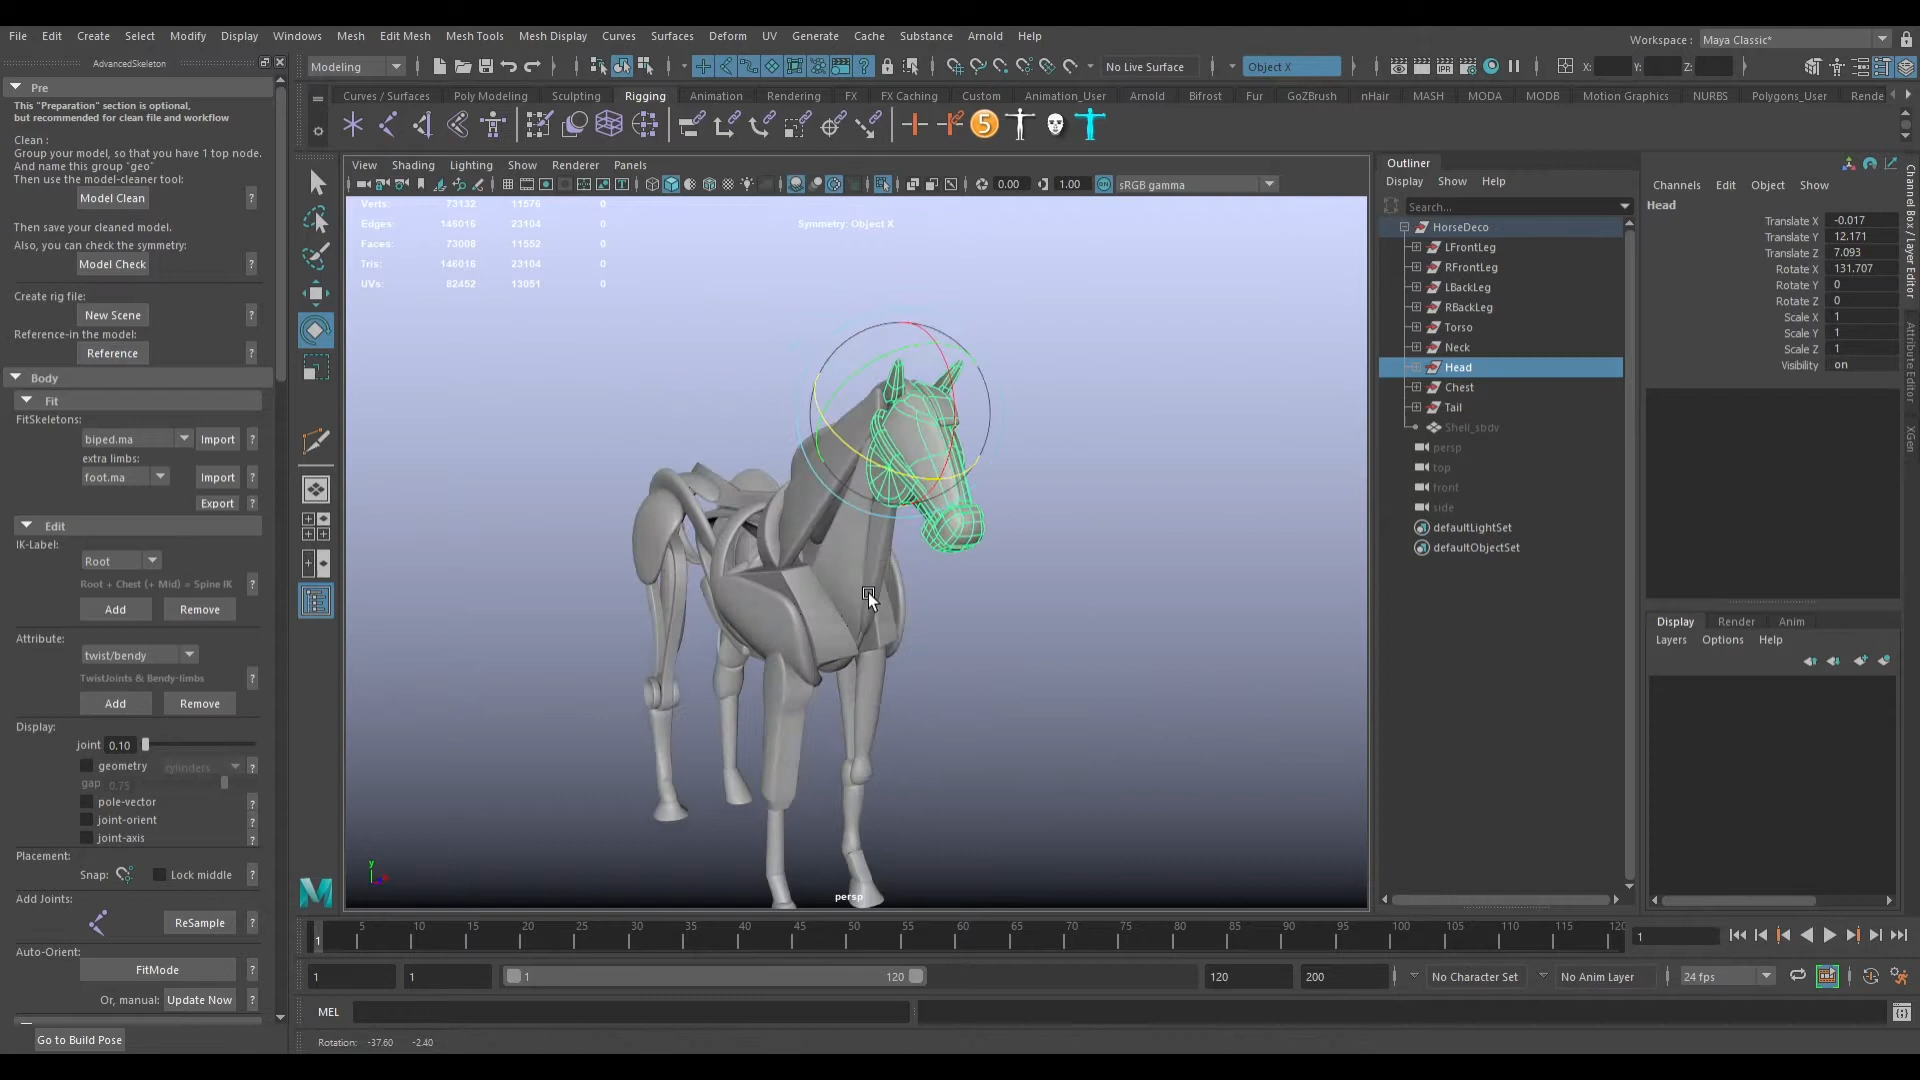 File Edit Create Select Modify Display Windows Mesh Edit Mesh Mesh Tools Mesh Display Curves Surfaces Deform UV Generate Cache Substance Arnold Help
Workspace : Maya Classic*
AdvancedSkeleton
Modeling
No Live Surface
Object X
X:
Y:
Z:
Curves / Surfaces Poly Modeling Sculpting Rigging Animation Rendering FX FX Caching Custom Animation_User Arnold Bifrost Fur GoZBrush nHair MASH MODA MODB Motion Graphics NURBS Polygons_User Rende
5
Pre
This "Preparation" section is optional,
but recommended for clean file and workflow
Clean :
Group your model, so that you have 1 top node.
And name this group "geo"
Then use the model-cleaner tool:
Model Clean ?
Then save your cleaned model.
Also, you can check the symmetry:
Model Check ?
Create rig file:
New Scene ?
Reference-in the model:
Reference ?
Body
Fit
FitSkeletons:
biped.ma Import ?
extra limbs:
foot.ma Import ?
Export ?
Edit
IK-Label:
Root
Root + Chest (+ Mid) = Spine IK ?
Add Remove
Attribute:
twist/bendy
TwistJoints & Bendy-limbs ?
Add Remove
Display:
joint 0.10
geometry cylinders ?
gap 0.75
pole-vector ?
joint-orient ?
joint-axis ?
Placement:
Snap: Lock middle ?
Add Joints:
ReSample ?
Auto-Orient:
FitMode ?
Or, manual: Update Now ?
Go to Build Pose
View Shading Lighting Show Renderer Panels
0.00 1.00 sRGB gamma
Verts: 73132 11576 0
Edges: 146016 23104 0
Faces: 73008 11552 0
Tris: 146016 23104 0
UVs: 82452 13051 0
Symmetry: Object X
y
persp
Outliner
Display Show Help
Search...
HorseDeco
LFrontLeg
RFrontLeg
LBackLeg
RBackLeg
Torso
Neck
Head
Chest
Tail
Shell_sbdv
persp
top
front
side
defaultLightSet
defaultObjectSet
Channels Edit Object Show
Head
Translate X -0.017
Translate Y 12.171
Translate Z 7.093
Rotate X 131.707
Rotate Y 0
Rotate Z 0
Scale X 1
Scale Y 1
Scale Z 1
Visibility on
Display Render Anim
Layers Options Help
Channel Box / Layer Editor
Attribute Editor
XGen
1 5 10 15 20 25 30 35 40 45 50 55 60 65 70 75 80 85 90 95 100 105 110 115 120
1
1 1 1 120 120 200 No Character Set No Anim Layer 24 fps
MEL
Rotation: -37.60 -2.40